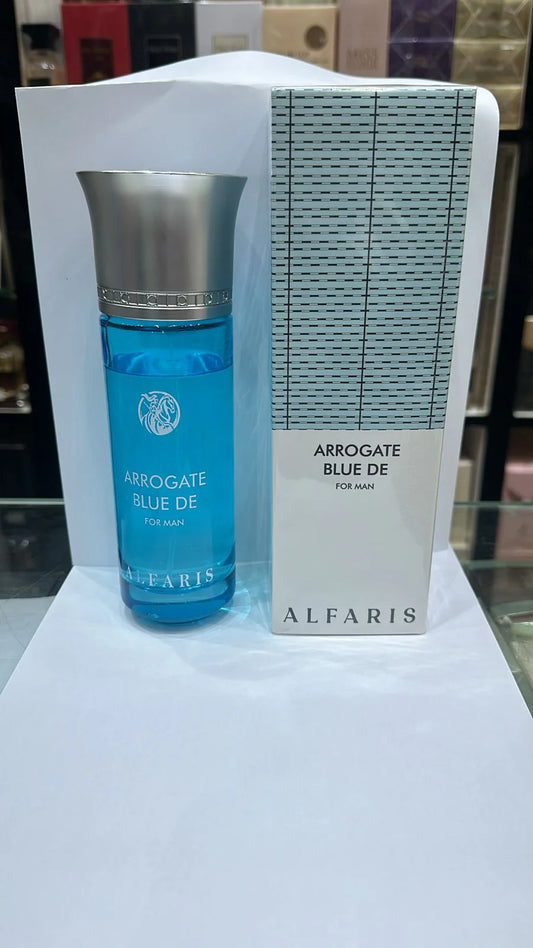 ARROGATE
BLUE DE
FOR MAN
ALFARIS
ARROGATE
BLUE DE
FOR MAN
ALFARIS